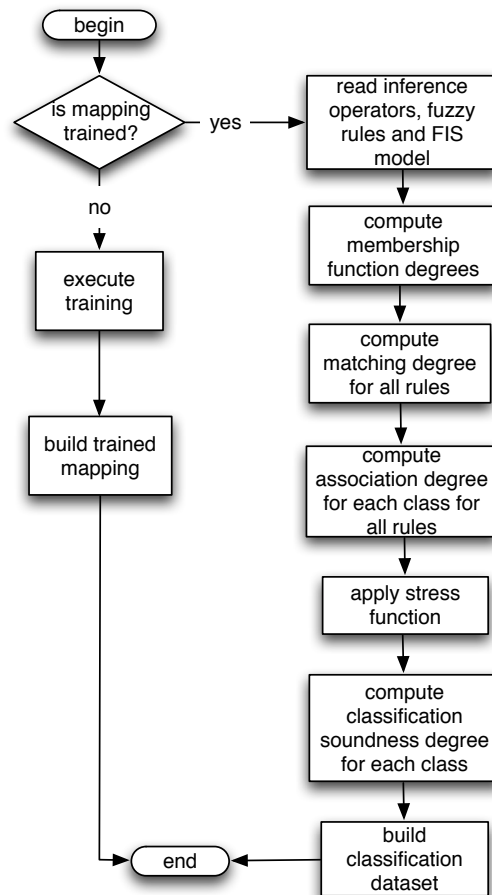 begin
is mapping
trained?
yes
read inference
operators, fuzzy
rules and FIS
model
no
execute
training
build trained
mapping
compute
membership
function degrees
compute
matching degree
for all rules
compute
association degree
for each class for
all rules
apply stress
function
compute
classification
soundness degree
for each class
build
classification
dataset
end